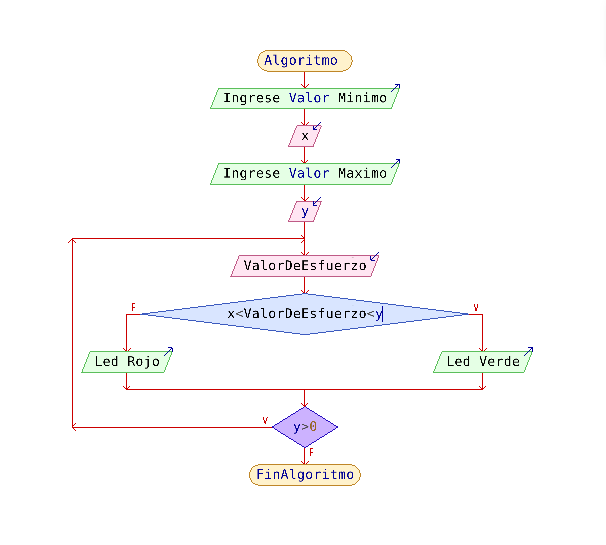 Algoritmo
Ingrese Valor Minimo
x
Ingrese Valor Maximo
y
ValorDeEsfuerzo
F
x<ValorDeEsfuerzo<y
V
Led Rojo
Led Verde
V
y>0
F
FinAlgoritmo